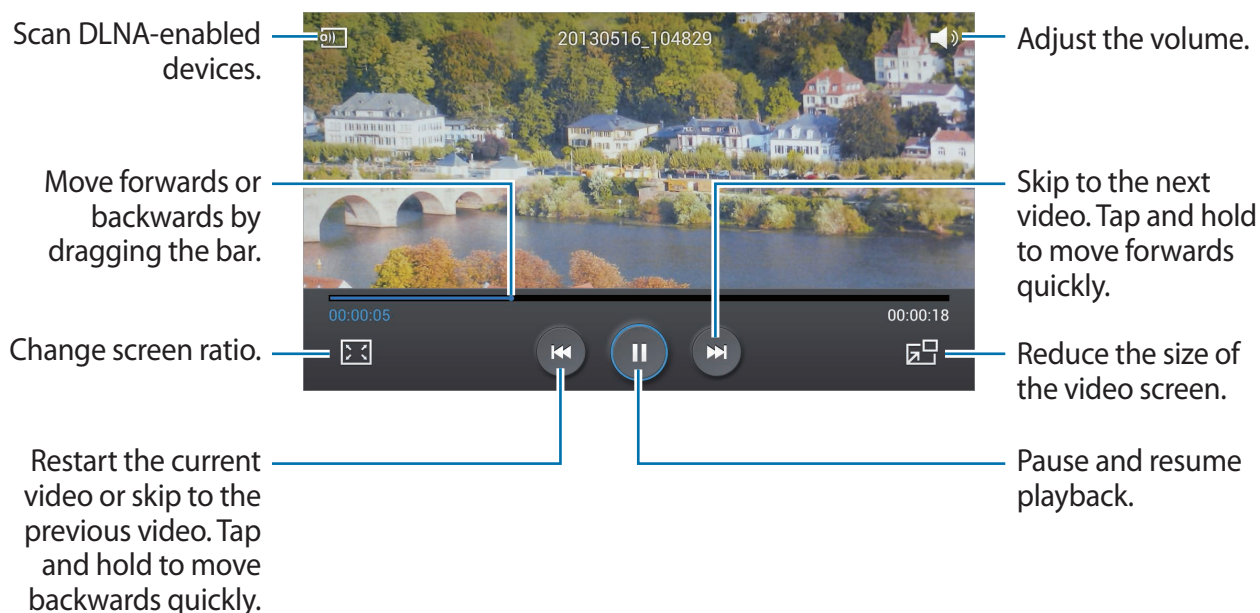 Scan DLNA-enabled
devices.
20130516_104829
Adjust the volume.
Move forwards or
backwards by
dragging the bar.
Skip to the next
video. Tap and hold
to move forwards
quickly.
00:00:05
00:00:18
Change screen ratio.
Reduce the size of
the video screen.
Restart the current
video or skip to the
previous video. Tap
and hold to move
backwards quickly.
Pause and resume
playback.